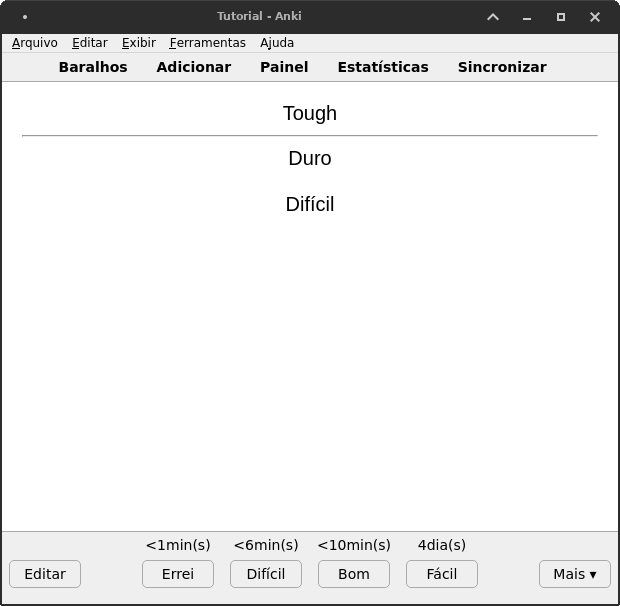 Tutorial - Anki
Arquivo Editar Exibir Ferramentas Ajuda
Baralhos Adicionar Painel Estatísticas Sincronizar
Tough
Duro
Difícil
<1min(s) <6min(s) <10min(s) 4dia(s)
Editar Errei Difícil Bom Fácil Mais ▾